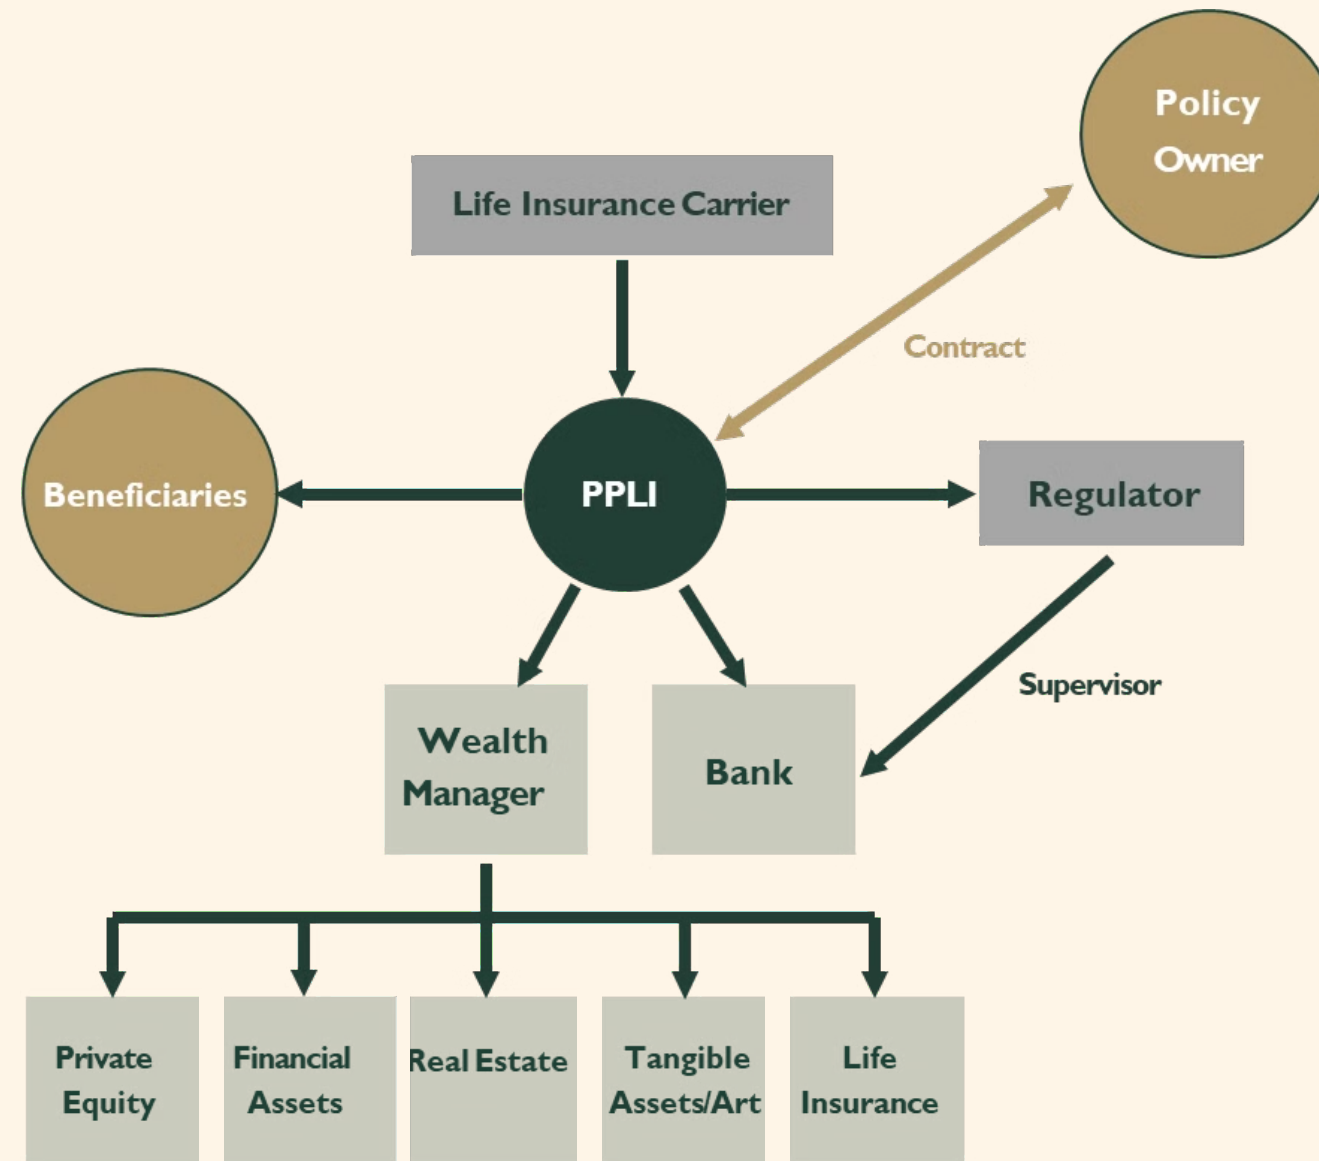 Policy
Owner
Life Insurance Carrier
Contract
Beneficiaries
PPLI
Regulator
Supervisor
Wealth
Manager
Bank
Private
Equity
Financial
Assets
Real Estate
Tangible
Assets/Art
Life
Insurance